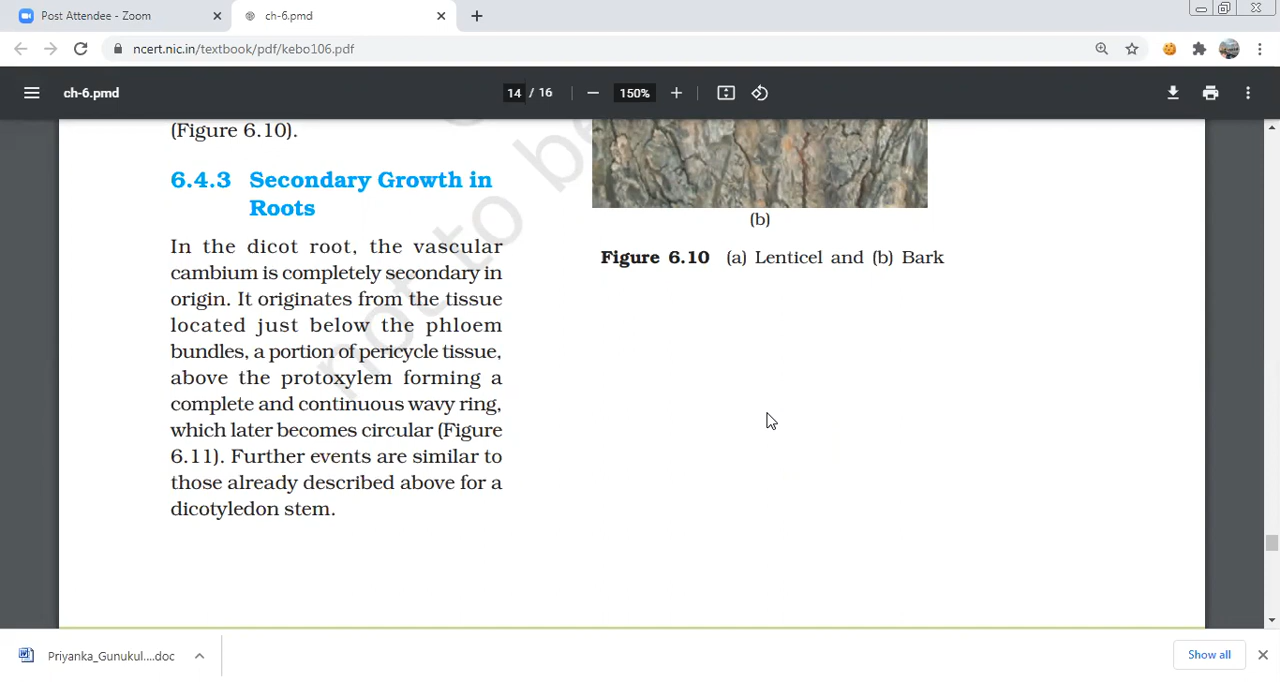 Post Attendee - Zoom
ch-6.pmd
ncert.nic.in/textbook/pdf/kebo106.pdf
ch-6.pmd
14 / 16
150%
(Figure 6.10).
6.4.3 Secondary Growth in
Roots
In the dicot root, the vascular
cambium is completely secondary in
origin. It originates from the tissue
located just below the phloem
bundles, a portion of pericycle tissue,
above the protoxylem forming a
complete and continuous wavy ring,
which later becomes circular (Figure
6.11). Further events are similar to
those already described above for a
dicotyledon stem.
(b)
Figure 6.10 (a) Lenticel and (b) Bark
not to be
Priyanka_Gunukul....doc
Show all